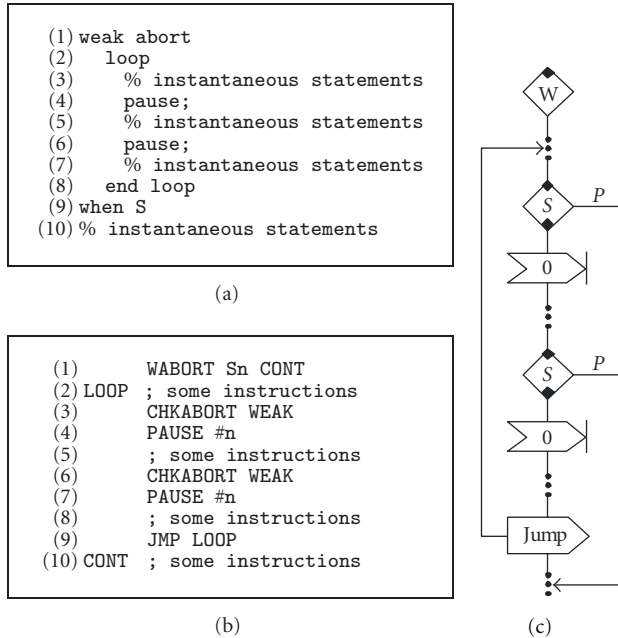 (1) weak abort
(2) loop
(3) % instantaneous statements
(4) pause;
(5) % instantaneous statements
(6) pause;
(7) % instantaneous statements
(8) end loop
(9) when S
(10) % instantaneous statements
(a)
(1) WABORT Sn CONT
(2) LOOP ; some instructions
(3) CHKABORT WEAK
(4) PAUSE #n
(5) ; some instructions
(6) CHKABORT WEAK
(7) PAUSE #n
(8) ; some instructions
(9) JMP LOOP
(10) CONT ; some instructions
(b)
W
S P
0
S P
0
Jump
(c)